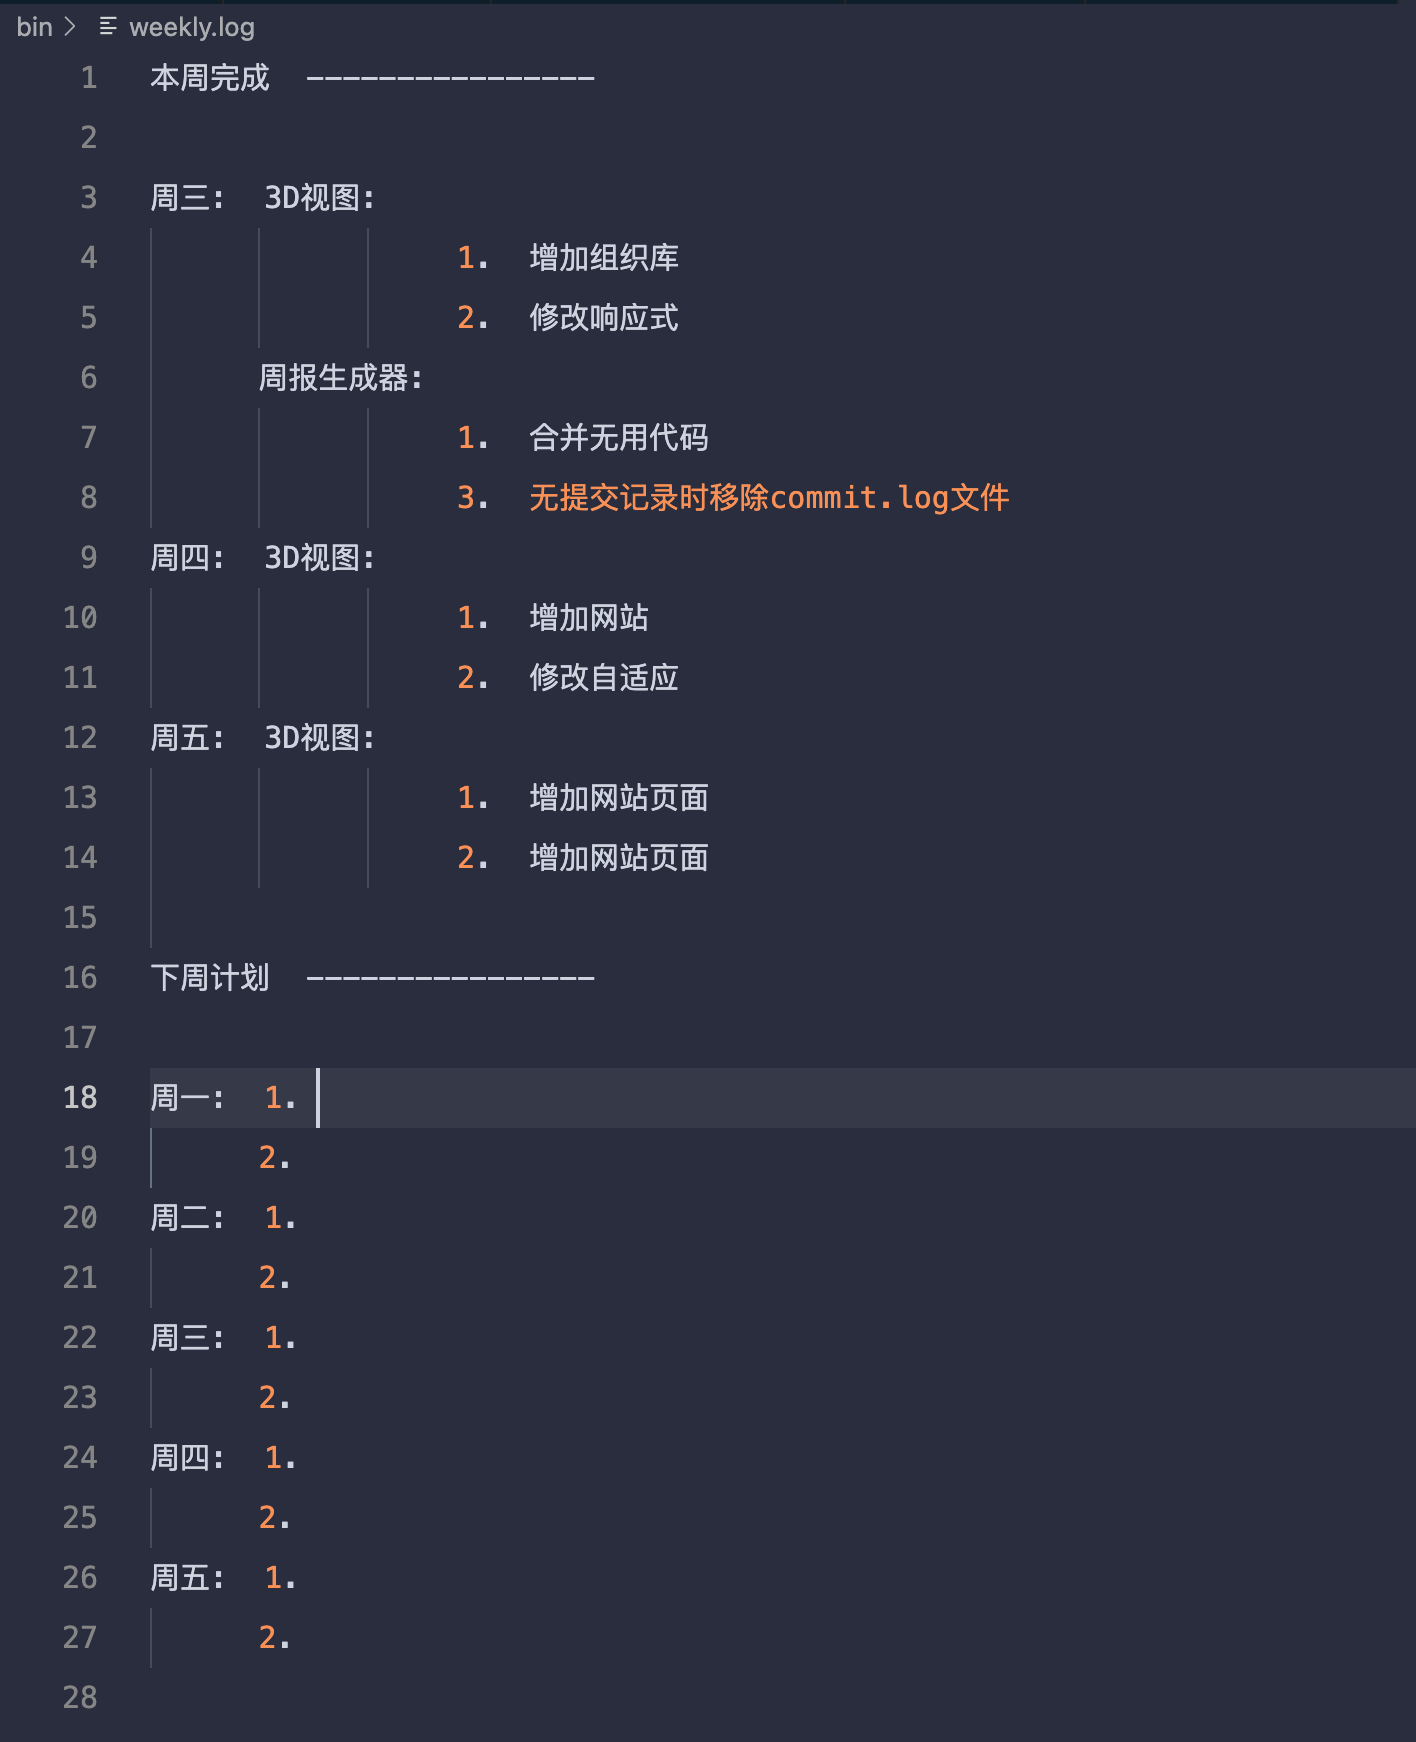 bin > weekly.log
1 本周完成 ----------------
2
3 周三: 3D视图:
4 1. 增加组织库
5 2. 修改响应式
6 周报生成器:
7 1. 合并无用代码
8 3. 无提交记录时移除commit.log文件
9 周四: 3D视图:
10 1. 增加网站
11 2. 修改自适应
12 周五: 3D视图:
13 1. 增加网站页面
14 2. 增加网站页面
15
16 下周计划 ----------------
17
18 周一: 1.
19 2.
20 周二: 1.
21 2.
22 周三: 1.
23 2.
24 周四: 1.
25 2.
26 周五: 1.
27 2.
28